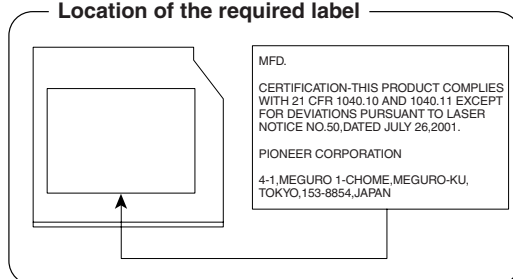 Location of the required label
MFD.
CERTIFICATION-THIS PRODUCT COMPLIES
WITH 21 CFR 1040.10 AND 1040.11 EXCEPT
FOR DEVIATIONS PURSUANT TO LASER
NOTICE NO.50,DATED JULY 26,2001.
PIONEER CORPORATION
4-1,MEGURO 1-CHOME,MEGURO-KU,
TOKYO,153-8854,JAPAN